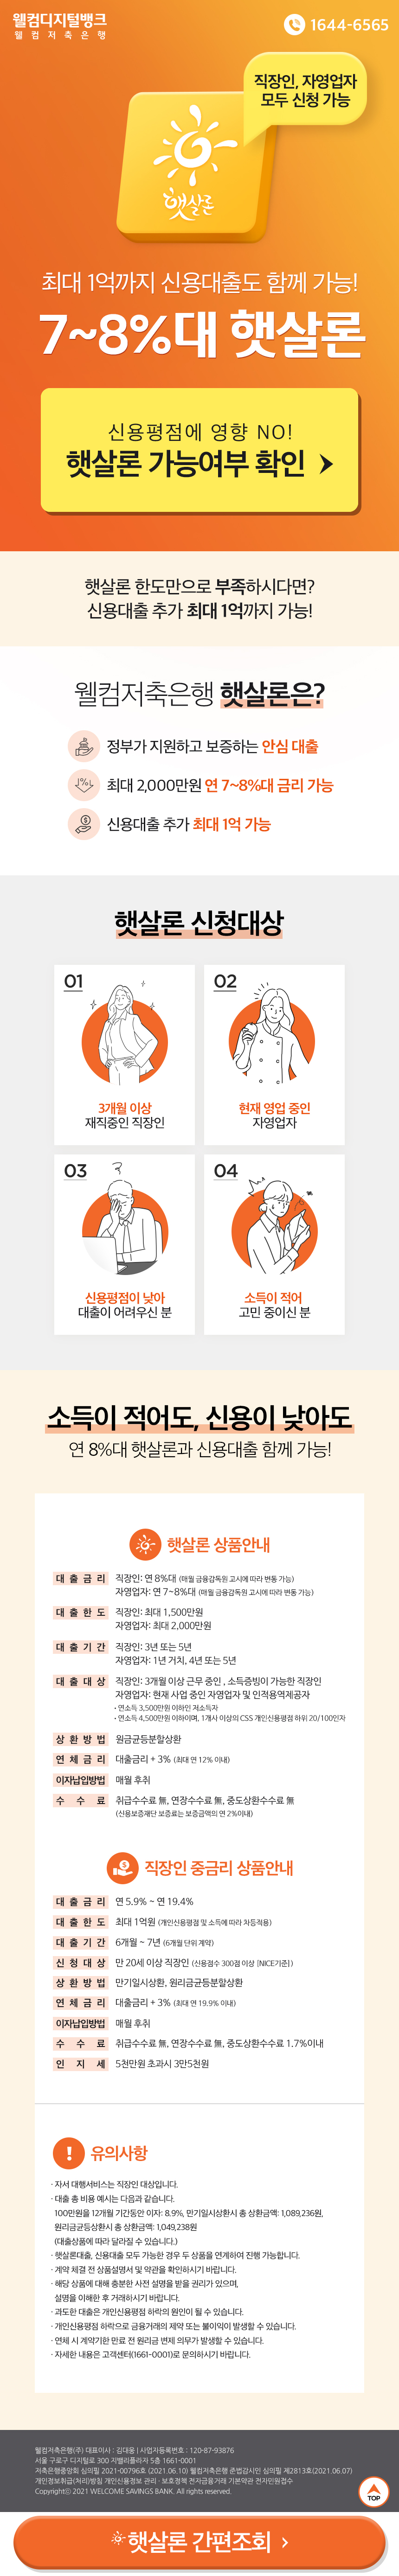 웰컴디지털뱅크
웰컴저축은행
1644-6565
직장인, 자영업자
모두 신청 가능
햇살론
최대 1억까지 신용대출도 함께 가능!
7~8%대 햇살론
신용평점에 영향 NO!
햇살론 가능여부 확인
햇살론 한도만으로 부족하시다면?
신용대출 추가 최대 1억까지 가능!
웰컴저축은행 햇살론은?
정부가 지원하고 보증하는 안심 대출
최대 2,000만원 연 7~8%대 금리 가능
신용대출 추가 최대 1억 가능
햇살론 신청대상
01
3개월 이상
재직중인 직장인
02
현재 영업 중인
자영업자
03
신용평점이 낮아
대출이 어려우신 분
04
소득이 적어
고민 중이신 분
소득이 적어도, 신용이 낮아도
연 8%대 햇살론과 신용대출 함께 가능!
햇살론 상품안내
대출금리 직장인: 연 8%대 (매월 금융감독원 고시에 따라 변동 가능)
자영업자: 연 7~8%대 (매월 금융감독원 고시에 따라 변동 가능)
대출한도 직장인: 최대 1,500만원
자영업자: 최대 2,000만원
대출기간 직장인: 3년 또는 5년
자영업자: 1년 거치, 4년 또는 5년
대출대상 직장인: 3개월 이상 근무 중인 , 소득증빙이 가능한 직장인
자영업자: 현재 사업 중인 자영업자 및 인적용역제공자
· 연소득 3,500만원 이하인 저소득자
· 연소득 4,500만원 이하이며, 1개사 이상의 CSS 개인신용평점 하위 20/100인자
상환방법 원금균등분할상환
연체금리 대출금리 + 3% (최대 연 12% 이내)
이자납입방법 매월 후취
수수료 취급수수료 無, 연장수수료 無, 중도상환수수료 無
(신용보증재단 보증료는 보증금액의 연 2%이내)
직장인 중금리 상품안내
대출금리 연 5.9% ~ 연 19.4%
대출한도 최대 1억원 (개인신용평점 및 소득에 따라 차등적용)
대출기간 6개월 ~ 7년 (6개월 단위 계약)
신청대상 만 20세 이상 직장인 (신용점수 300점 이상 [NICE기준])
상환방법 만기일시상환, 원리금균등분할상환
연체금리 대출금리 + 3% (최대 연 19.9% 이내)
이자납입방법 매월 후취
수수료 취급수수료 無, 연장수수료 無, 중도상환수수료 1.7%이내
인지세 5천만원 초과시 3만5천원
유의사항
· 자서 대행서비스는 직장인 대상입니다.
· 대출 총 비용 예시는 다음과 같습니다.
100만원을 12개월 기간동안 이자: 8.9%, 만기일시상환시 총 상환금액: 1,089,236원,
원리금균등상환시 총 상환금액: 1,049,238원
(대출상품에 따라 달라질 수 있습니다.)
· 햇살론대출, 신용대출 모두 가능한 경우 두 상품을 연계하여 진행 가능합니다.
· 계약 체결 전 상품설명서 및 약관을 확인하시기 바랍니다.
· 해당 상품에 대해 충분한 사전 설명을 받을 권리가 있으며,
설명을 이해한 후 거래하시기 바랍니다.
· 과도한 대출은 개인신용평점 하락의 원인이 될 수 있습니다.
· 개인신용평점 하락으로 금융거래의 제약 또는 불이익이 발생할 수 있습니다.
· 연체 시 계약기한 만료 전 원리금 변제 의무가 발생할 수 있습니다.
· 자세한 내용은 고객센터(1661-0001)로 문의하시기 바랍니다.
웰컴저축은행(주) 대표이사 : 김대웅 | 사업자등록번호 : 120-87-93876
서울 구로구 디지털로 300 지밸리플라자 5층 1661-0001
저축은행중앙회 심의필 2021-00796호 (2021.06.10) 웰컴저축은행 준법감시인 심의필 제2813호(2021.06.07)
개인정보취급(처리)방침 개인신용정보 관리 · 보호정책 전자금융거래 기본약관 전자민원접수
Copyrightⓒ 2021 WELCOME SAVINGS BANK. All rights reserved.
TOP
햇살론 간편조회